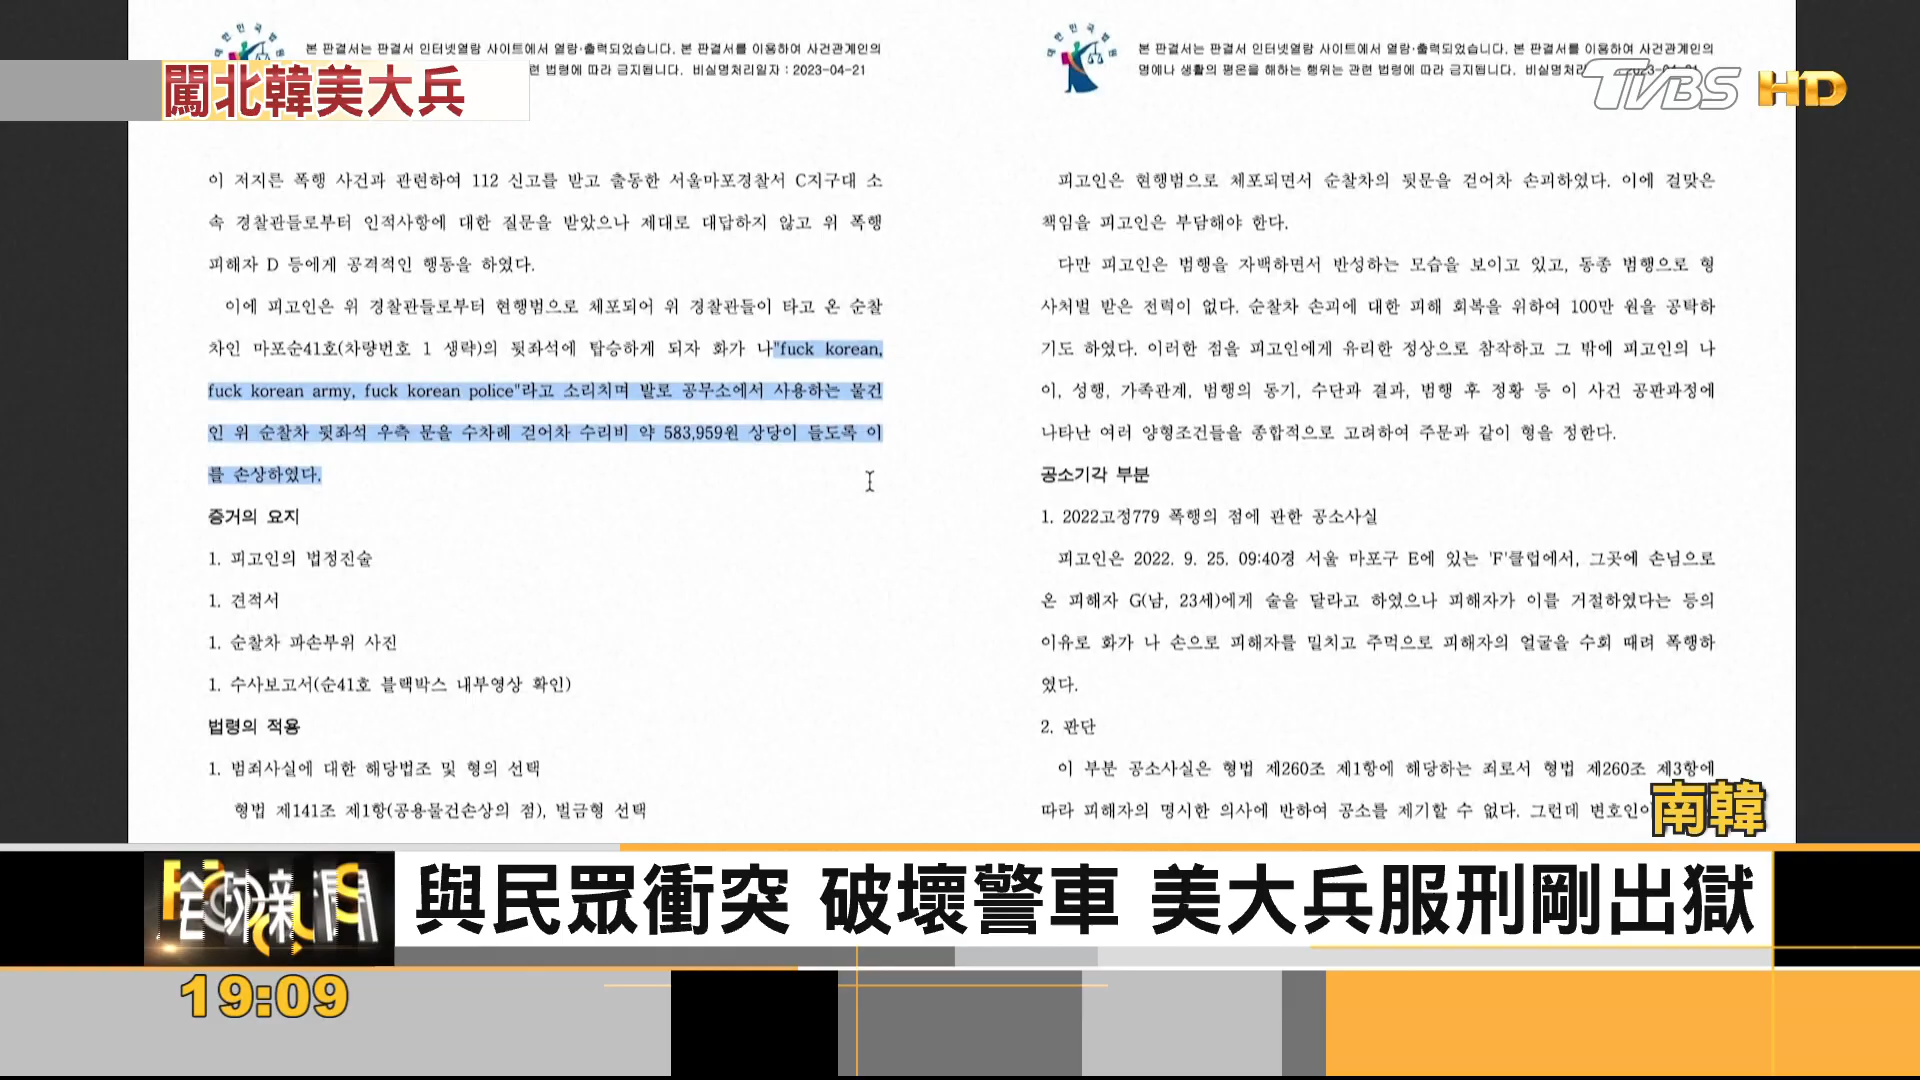 본 판결서는 판결서 인터넷열람 사이트에서 열람·출력되었습니다. 본 판결서를 이용하여 사건관계인의
련 법령에 따라 금지됩니다. 비실명처리일자 : 2023-04-21
闖北韓美大兵
이 저지른 폭행 사건과 관련하여 112 신고를 받고 출동한 서울마포경찰서 C지구대 소
속 경찰관들로부터 인적사항에 대한 질문을 받았으나 제대로 대답하지 않고 위 폭행
피해자 D 등에게 공격적인 행동을 하였다.
이에 피고인은 위 경찰관들로부터 현행범으로 체포되어 위 경찰관들이 타고 온 순찰
차인 마포순41호(차량번호 1 생략)의 뒷좌석에 탑승하게 되자 화가 나"fuck korean,
fuck korean army, fuck korean police"라고 소리치며 발로 공무소에서 사용하는 물건
인 위 순찰차 뒷좌석 우측 문을 수차례 걷어차 수리비 약 583,959원 상당이 들도록 이
를 손상하였다.
증거의 요지
1. 피고인의 법정진술
1. 견적서
1. 순찰차 파손부위 사진
1. 수사보고서(순41호 블랙박스 내부영상 확인)
법령의 적용
1. 범죄사실에 대한 해당법조 및 형의 선택
형법 제141조 제1항(공용물건손상의 점), 벌금형 선택
본 판결서는 판결서 인터넷열람 사이트에서 열람·출력되었습니다. 본 판결서를 이용하여 사건관계인의
명예나 생활의 평온을 해하는 행위는 관련 법령에 따라 금지됩니다. 비실명처리 2023-04-21
TVBS HD
피고인은 현행범으로 체포되면서 순찰차의 뒷문을 걷어차 손괴하였다. 이에 걸맞은
책임을 피고인은 부담해야 한다.
다만 피고인은 범행을 자백하면서 반성하는 모습을 보이고 있고, 동종 범행으로 형
사처벌 받은 전력이 없다. 순찰차 손괴에 대한 피해 회복을 위하여 100만 원을 공탁하
기도 하였다. 이러한 점을 피고인에게 유리한 정상으로 참작하고 그 밖에 피고인의 나
이, 성행, 가족관계, 범행의 동기, 수단과 결과, 범행 후 정황 등 이 사건 공판과정에
나타난 여러 양형조건들을 종합적으로 고려하여 주문과 같이 형을 정한다.
공소기각 부분
1. 2022고정779 폭행의 점에 관한 공소사실
피고인은 2022. 9. 25. 09:40경 서울 마포구 E에 있는 'F'클럽에서, 그곳에 손님으로
온 피해자 G(남, 23세)에게 술을 달라고 하였으나 피해자가 이를 거절하였다는 등의
이유로 화가 나 손으로 피해자를 밀치고 주먹으로 피해자의 얼굴을 수회 때려 폭행하
였다.
2. 판단
이 부분 공소사실은 형법 제260조 제1항에 해당하는 죄로서 형법 제260조 제3항에
따라 피해자의 명시한 의사에 반하여 공소를 제기할 수 없다. 그런데 변호인이
南韓
全球新聞
與民眾衝突 破壞警車 美大兵服刑剛出獄
19:09